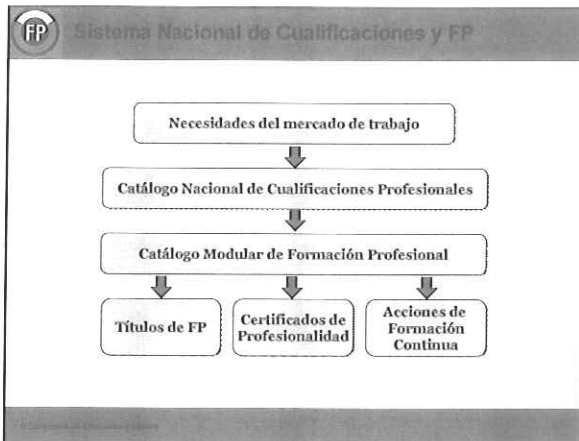 FP
Sistema Nacional de Cualificaciones y FP
Necesidades del mercado de trabajo
Catálogo Nacional de Cualificaciones Profesionales
Catálogo Modular de Formación Profesional
Títulos de FP
Certificados de
Profesionalidad
Acciones de
Formación
Continua